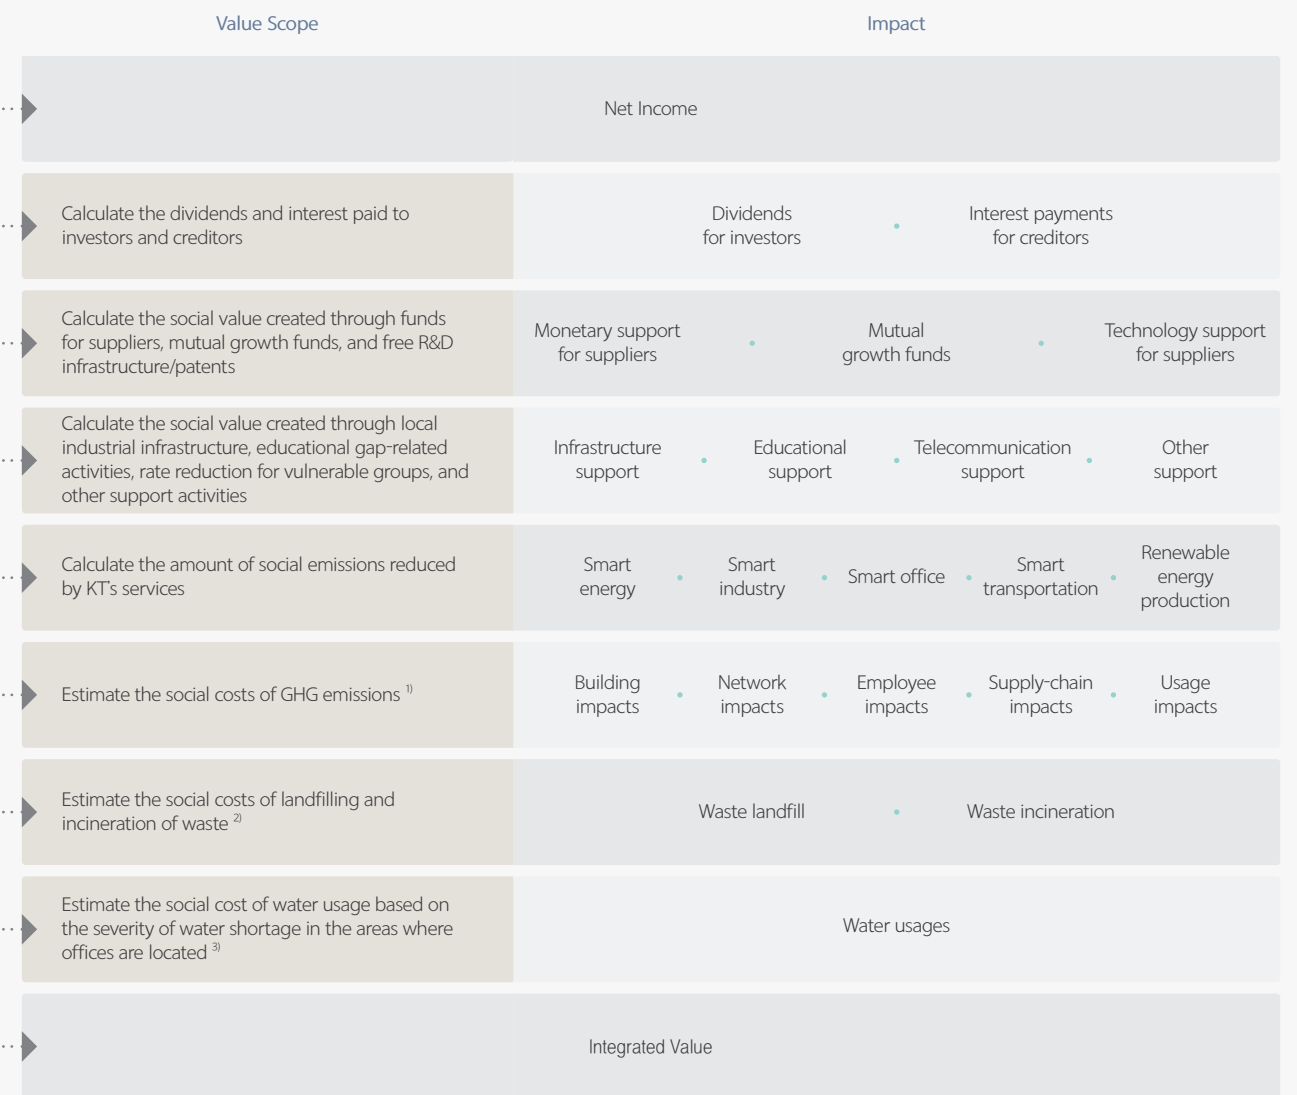 Value Scope
Impact
Net Income
Calculate the dividends and interest paid to
investors and creditors
Dividends
for investors
Interest payments
for creditors
Calculate the social value created through funds
for suppliers, mutual growth funds, and free R&D
infrastructure/patents
Monetary support
for suppliers
Mutual
growth funds
Technology support
for suppliers
Calculate the social value created through local
industrial infrastructure, educational gap-related
activities, rate reduction for vulnerable groups, and
other support activities
Infrastructure
support
Educational
support
Telecommunication
support
Other
support
Calculate the amount of social emissions reduced
by KT's services
Smart
energy
Smart
industry
Smart office
Smart
transportation
Renewable
energy
production
Estimate the social costs of GHG emissions 1)
Building
impacts
Network
impacts
Employee
impacts
Supply-chain
impacts
Usage
impacts
Estimate the social costs of landfilling and
incineration of waste 2)
Waste landfill
Waste incineration
Estimate the social cost of water usage based on
the severity of water shortage in the areas where
offices are located 3)
Water usages
Integrated Value